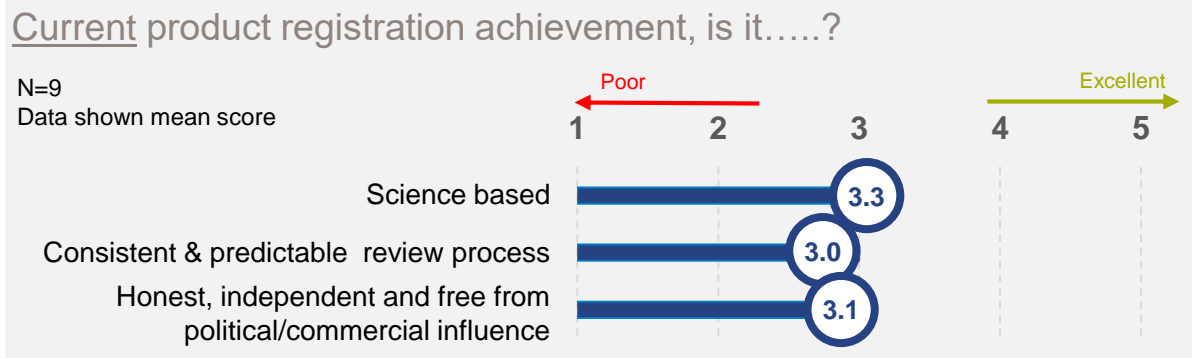 Current product registration achievement, is it…..?
N=9
Data shown mean score
Poor
Excellent
1 2 3 4 5
Science based 3.3
Consistent & predictable  review process 3.0
Honest, independent and free from
political/commercial influence 3.1